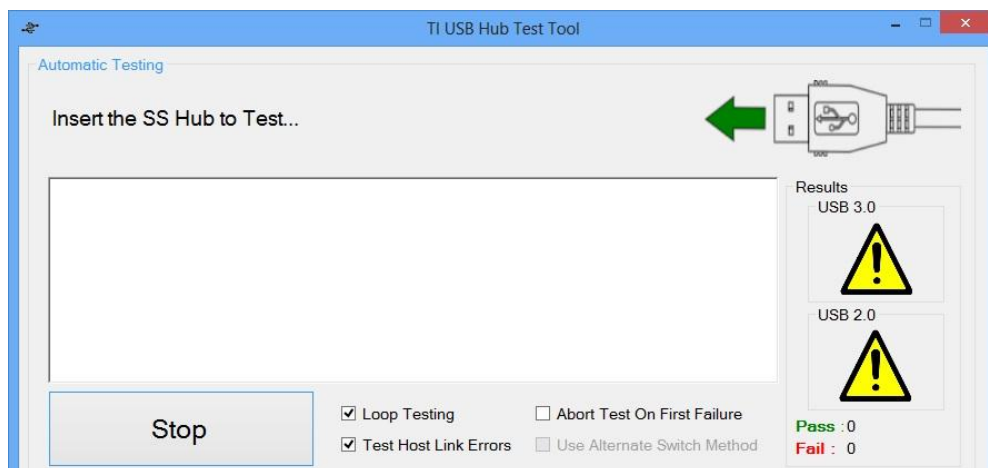 TI USB Hub Test Tool
Automatic Testing
Insert the SS Hub to Test...
Results
USB 3.0
USB 2.0
Stop
Loop Testing
Abort Test On First Failure
Test Host Link Errors
Use Alternate Switch Method
Pass :0
Fail : 0